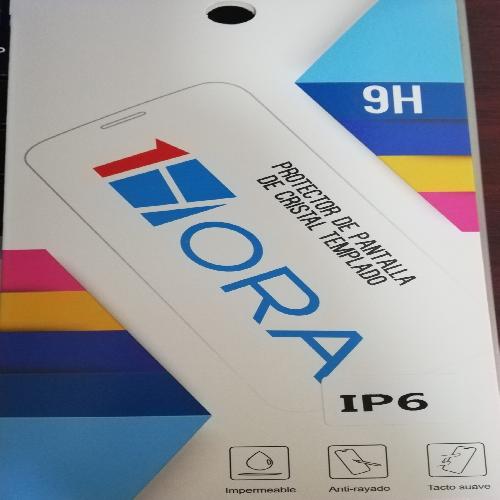 9H
1HORA
PROTECTOR DE PANTALLA
DE CRISTAL TEMPLADO
IP6
Impermeable
Anti-rayado
Tacto suave